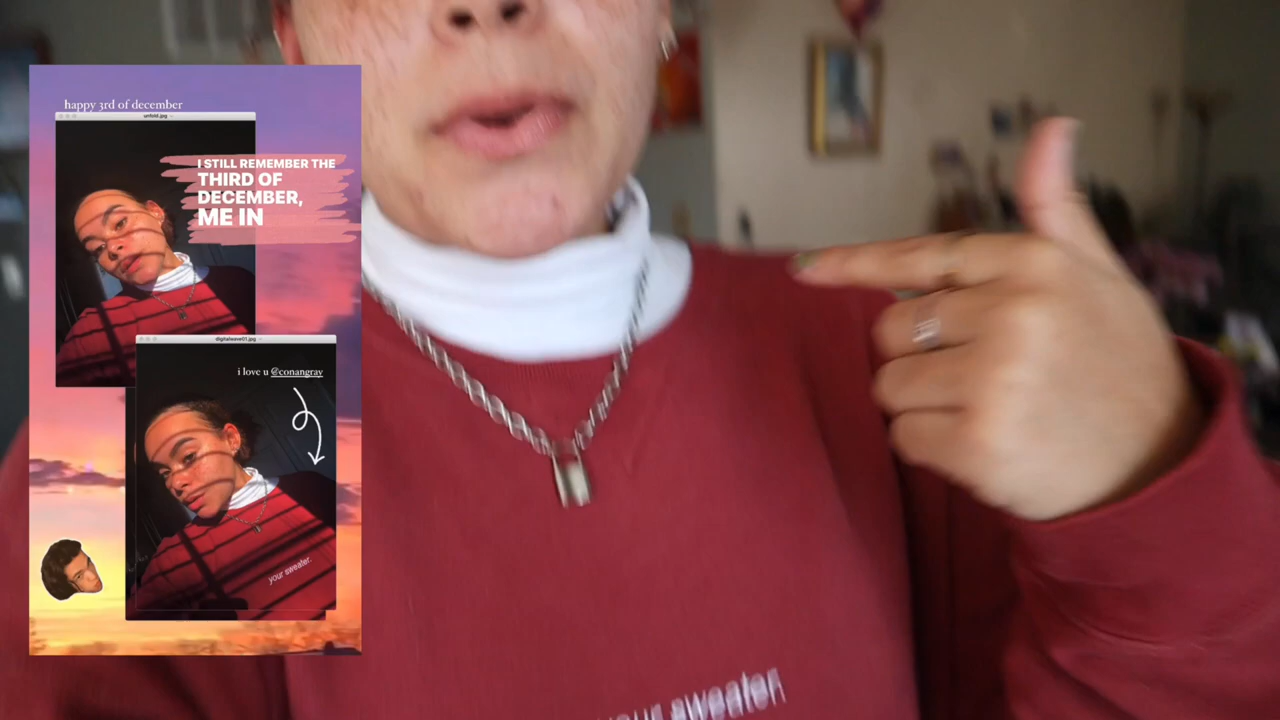 happy 3rd of december
unfold.jpg
I STILL REMEMBER THE
THIRD OF
DECEMBER,
ME IN
digitalwave01.jpg
i love u @conangray
your sweater.
your sweater.